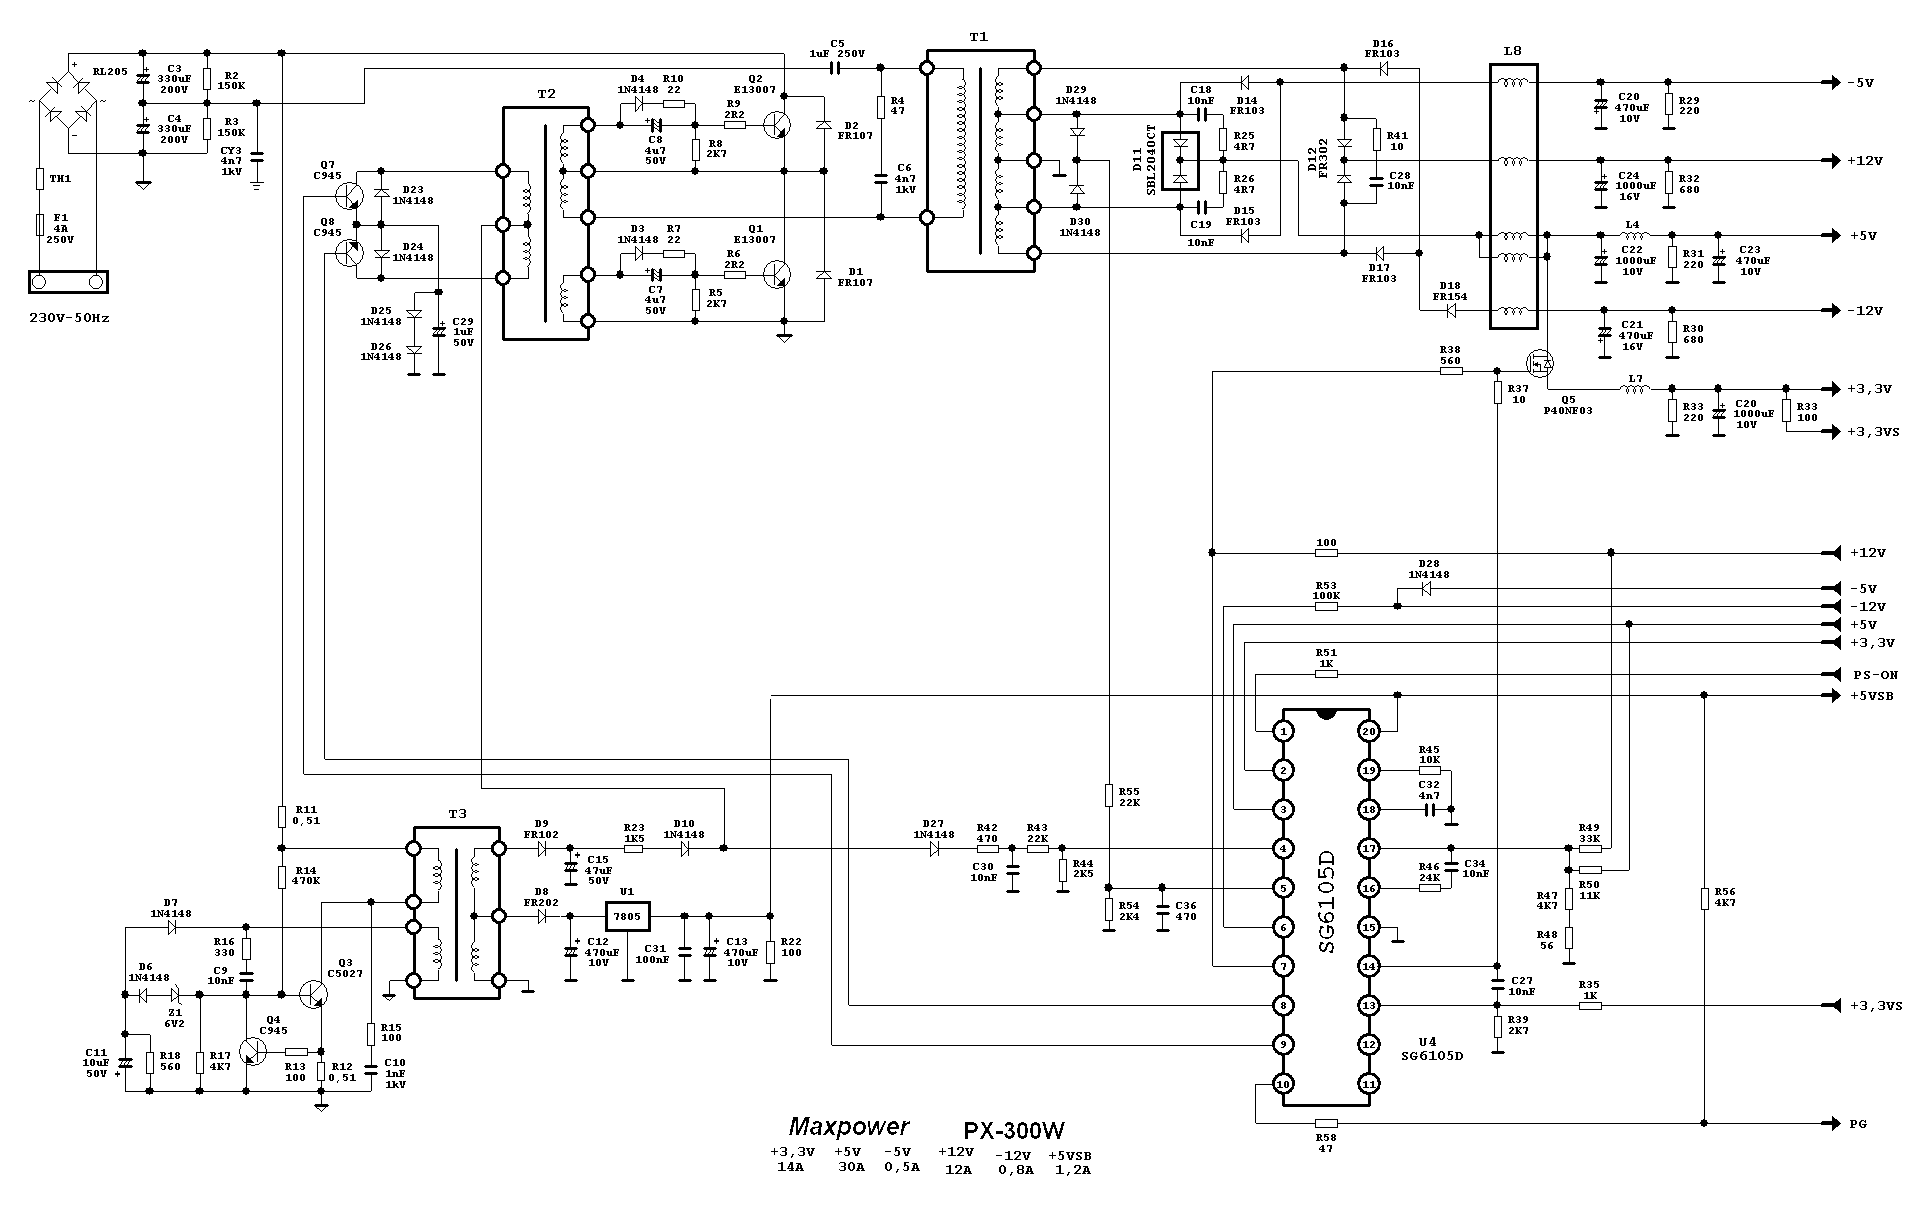 C5
1uF 250V
T1
D16
FR103
L8
+
RL205
C3
330uF
200V
R2
150K
~
~
D4
1N4148
R10
22
Q2
E13007
T2
R9
2R2
C8
4u7
50V
R8
2K7
D2
FR107
R4
47
D29
1N4148
C18
10nF
D14
FR103
-5V
C20
470uF
10V
R29
220
C4
330uF
200V
R3
150K
-
CY3
4n7
1kV
R25
4R7
D11
SBL2040CT
D12
FR302
R41
10
+12V
Q7
C945
D23
1N4148
C6
4n7
1kV
R26
4R7
C28
10nF
C24
1000uF
16V
R32
680
TH1
F1
4A
250V
Q8
C945
D24
1N4148
D3
1N4148
R7
22
Q1
E13007
D30
1N4148
C19
10nF
D15
FR103
L4
+5V
R6
2R2
C7
4u7
50V
R5
2K7
D1
FR107
D17
FR103
C22
1000uF
10V
R31
220
C23
470uF
10V
D18
FR154
-12V
230V-50Hz
D25
1N4148
C29
1uF
50V
D26
1N4148
C21
470uF
16V
R30
680
R38
560
R37
10
Q5
P40NF03
L7
+3,3V
R33
220
C20
1000uF
10V
R33
100
+3,3VS
100
+12V
D28
1N4148
-5V
R53
100K
-12V
+5V
+3,3V
R51
1K
PS-ON
+5VSB
1
20
2
19
R45
10K
3
18
C32
4n7
R55
22K
R11
0,51
T3
D9
FR102
R23
1K5
D10
1N4148
D27
1N4148
R42
470
R43
22K
4
17
R49
33K
R14
470K
C15
47uF
50V
C30
10nF
R44
2K5
SG6105D
5
16
R46
24K
C34
10nF
R50
11K
R47
4K7
R56
4K7
D8
FR202
U1
7805
D7
1N4148
R54
2K4
C36
470
6
15
R48
56
R16
330
C9
10nF
Q3
C5027
C12
470uF
10V
C31
100nF
C13
470uF
10V
R22
100
D6
1N4148
7
14
C27
10nF
Z1
6V2
8
13
R35
1K
+3,3VS
Q4
C945
R15
100
R39
2K7
9
12
U4
SG6105D
C11
10uF
50V
R18
560
R17
4K7
R13
100
R12
0,51
C10
1nF
1kV
10
11
R58
47
PG
Maxpower PX-300W
+3,3V +5V -5V +12V -12V +5VSB
14A 30A 0,5A 12A 0,8A 1,2A